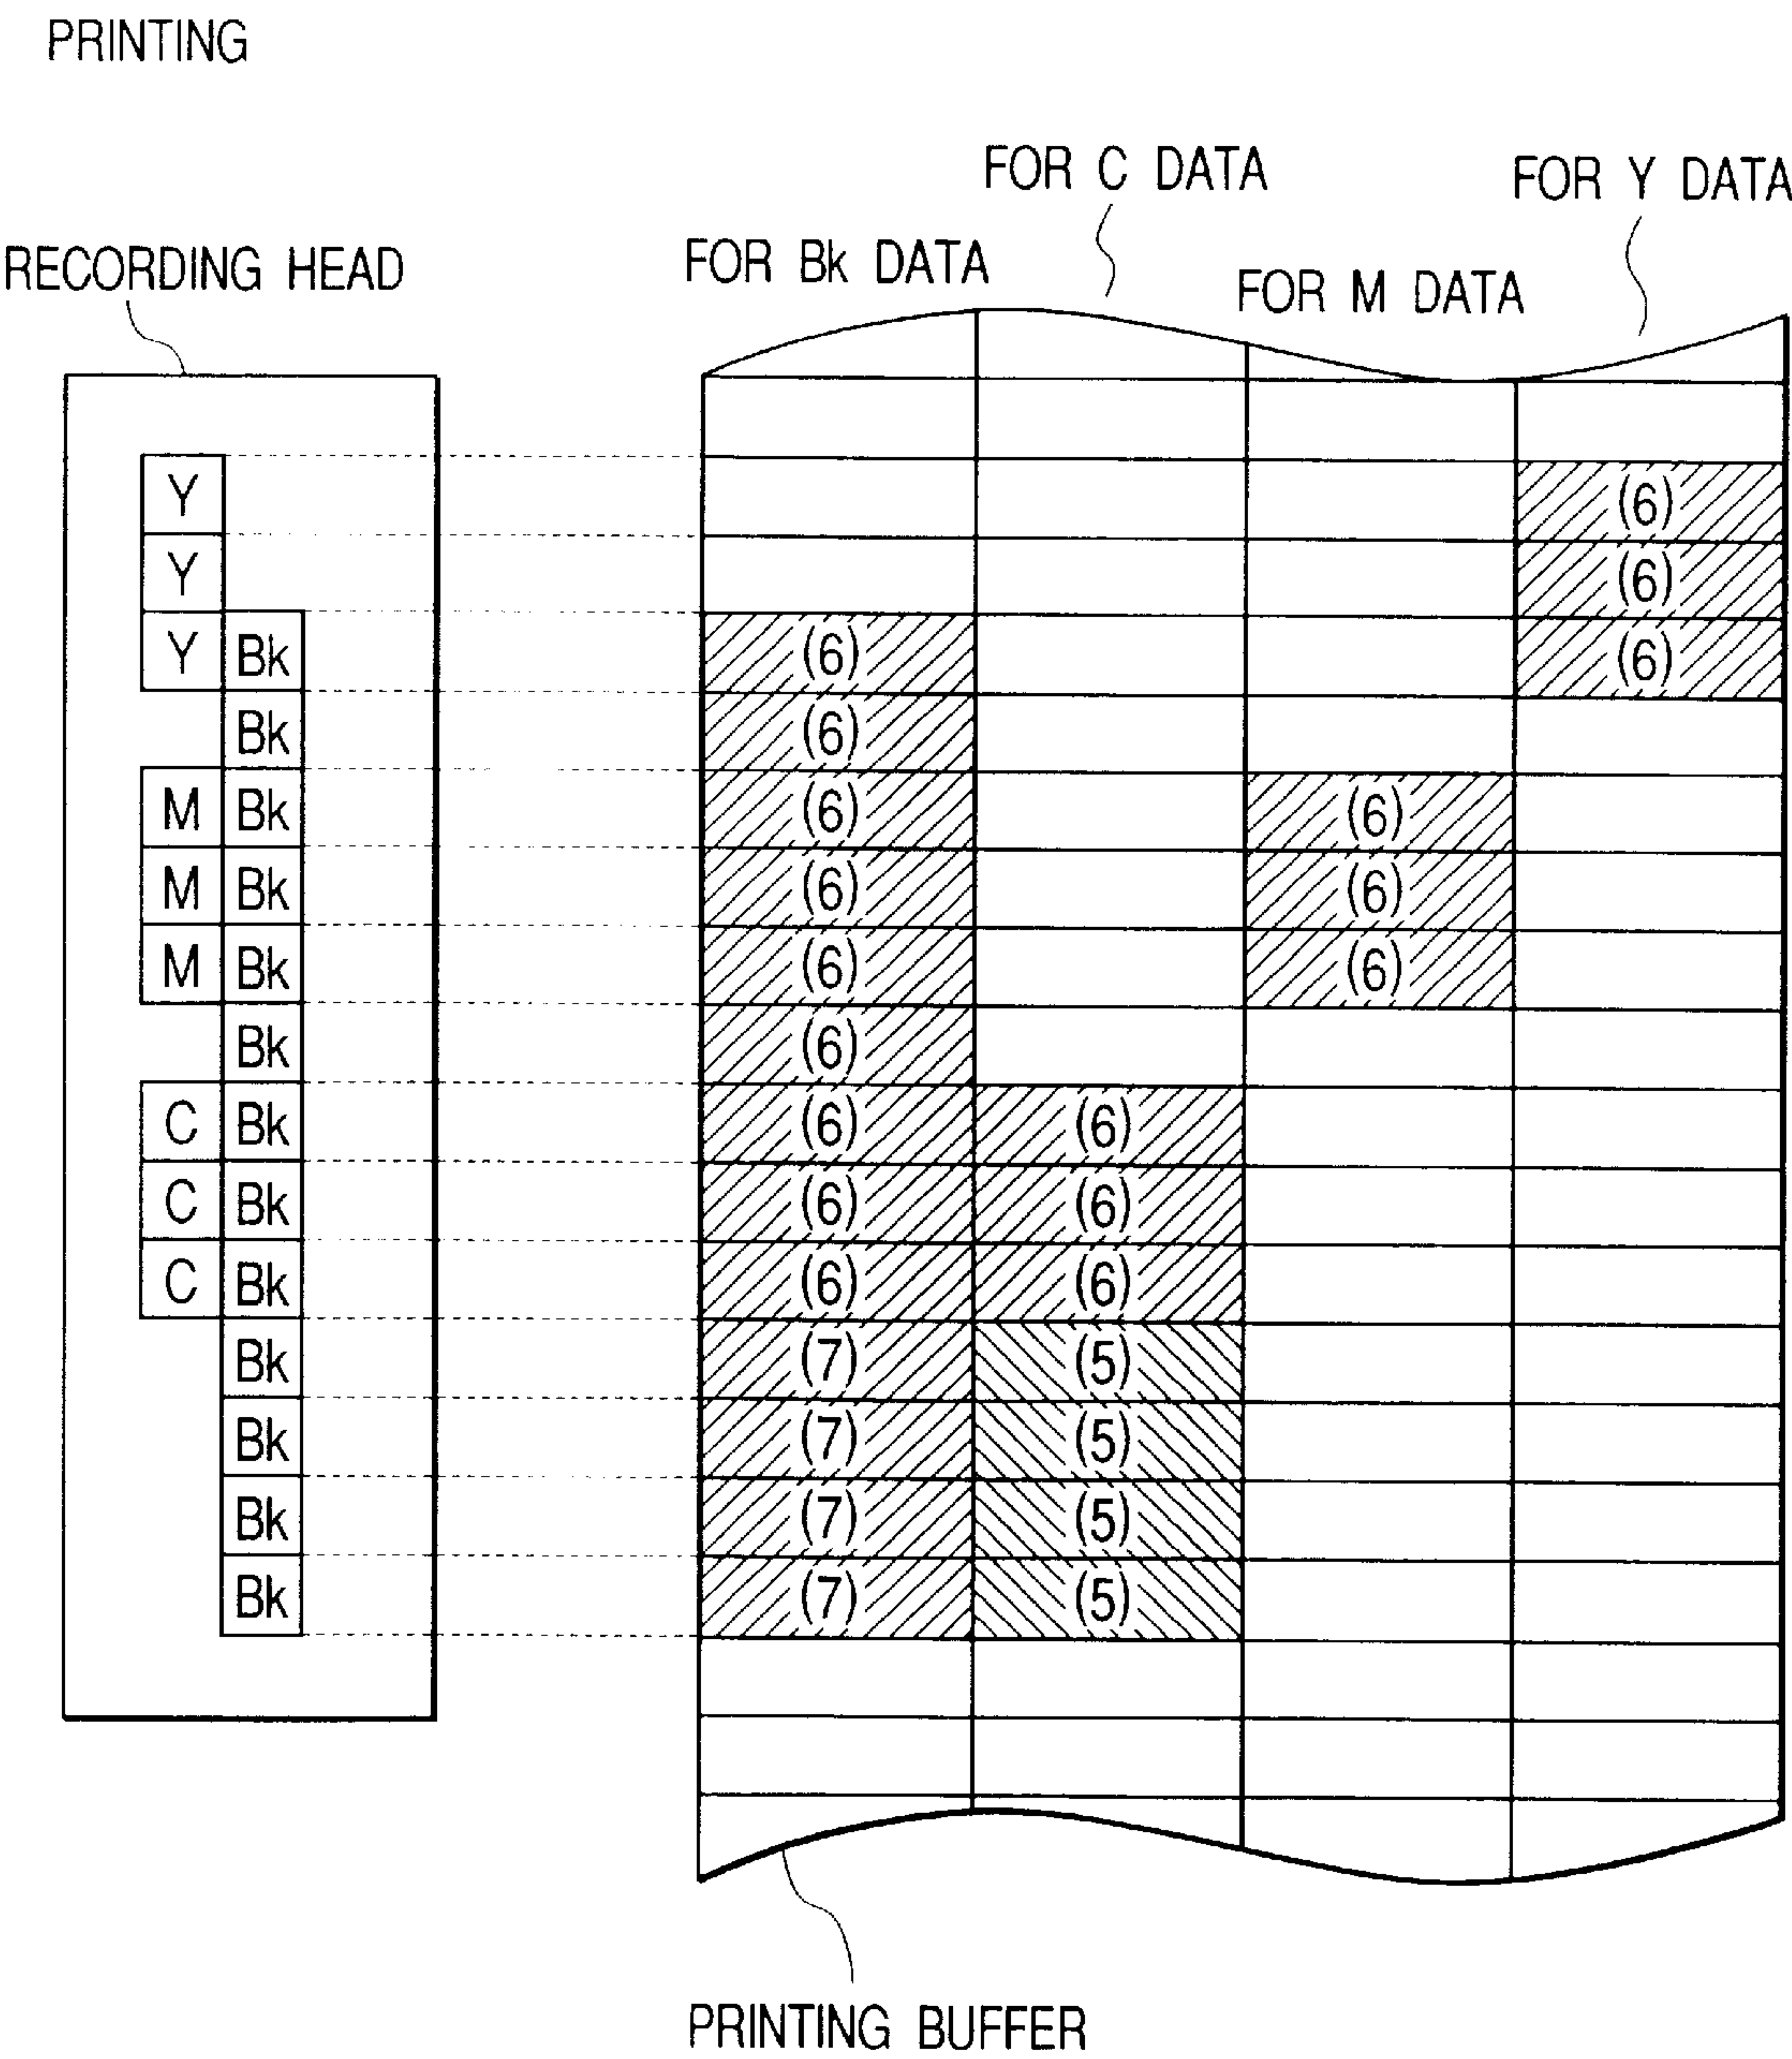 PRINTING
FOR C DATA
FOR Y DATA
RECORDING HEAD
FOR Bk DATA
FOR M DATA
Y (6)
Y (6)
Y Bk (6) (6)
Bk (6)
M Bk (6) (6)
M Bk (6) (6)
M Bk (6) (6)
Bk (6)
C Bk (6) (6)
C Bk (6) (6)
C Bk (6) (6)
Bk (7) (5)
Bk (7) (5)
Bk (7) (5)
Bk (7) (5)
PRINTING BUFFER